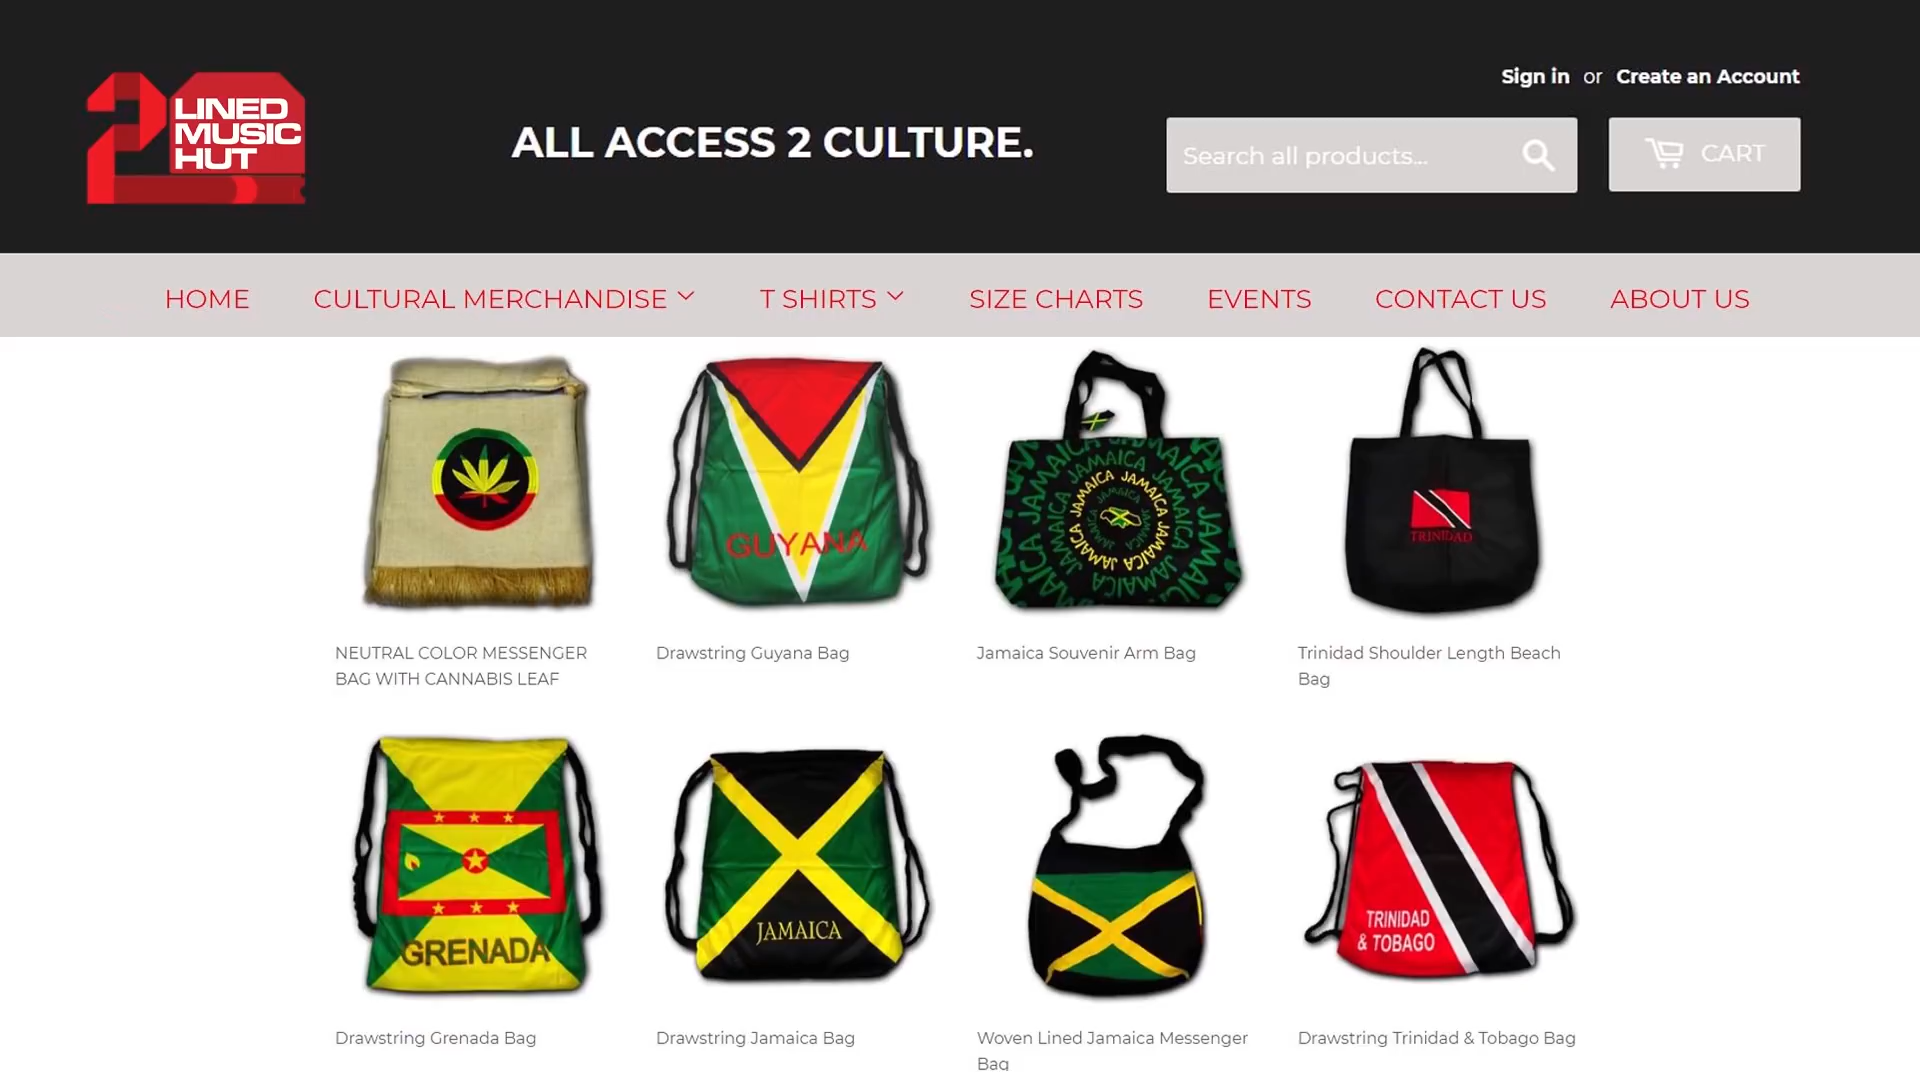 Sign in or Create an Account
LINED
MUSIC
HUT
ALL ACCESS 2 CULTURE.
Search all products...
CART
HOME
CULTURAL MERCHANDISE
T SHIRTS
SIZE CHARTS
EVENTS
CONTACT US
ABOUT US
GUYANA
JAMAICA JAMAICA JAMAICA JAMAICA
TRINIDAD
NEUTRAL COLOR MESSENGER
BAG WITH CANNABIS LEAF
Drawstring Guyana Bag
Jamaica Souvenir Arm Bag
Trinidad Shoulder Length Beach
Bag
GRENADA
JAMAICA
TRINIDAD
& TOBAGO
Drawstring Grenada Bag
Drawstring Jamaica Bag
Woven Lined Jamaica Messenger
Bag
Drawstring Trinidad & Tobago Bag